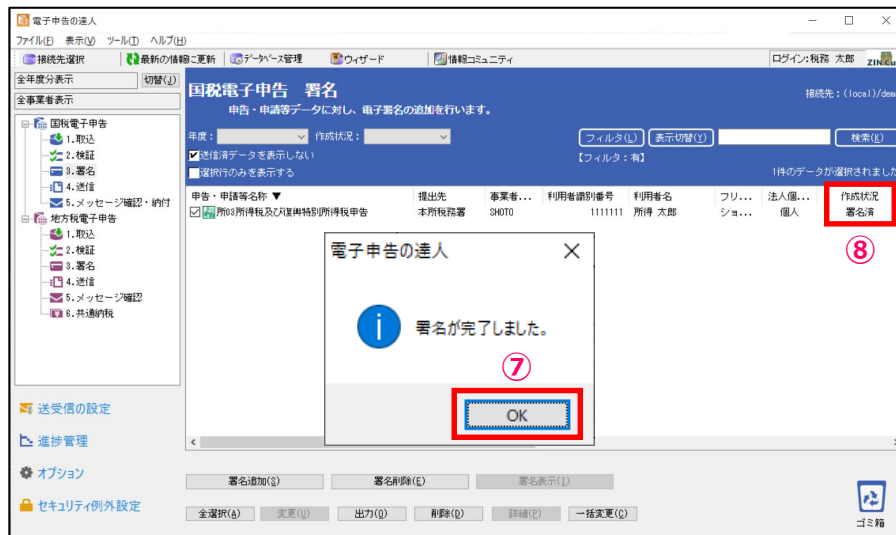 電子申告の達人
ファイル(F) 表示(V) ツール(T) ヘルプ(H)
接続先選択 最新の情報に更新 データベース管理 ウィザード 情報コミュニティ ログイン:税務 太郎
全年度分表示 切替(J)
全事業者表示
国税電子申告
1.取込
2.検証
3.署名
4.送信
5.メッセージ確認・納付
地方税電子申告
1.取込
2.検証
3.署名
4.送信
5.メッセージ確認
6.共通納税
送受信の設定
進捗管理
オプション
セキュリティ例外設定
国税電子申告 署名
申告・申請等データに対し、電子署名の追加を行います。
接続先:(local)/dem
年度: 作成状況: フィルタ(L) 表示切替(Y) 検索(K)
送信済データを表示しない 【フィルタ:有】
選択行のみを表示する 1件のデータが選択されました
申告・申請等名称 ▼ 提出先 事業者... 利用者識別番号 利用者名 フリ... 法人個... 作成状況
所03所得税及び復興特別所得税申告 本所税務署 SHOTO 1111111 所得 太郎 ショ... 個人 署名済
⑧
電子申告の達人
署名が完了しました。
⑦
OK
署名追加(S) 署名削除(E) 署名表示(I)
全選択(A) 変更(U) 出力(O) 削除(D) 詳細(P) 一括変更(C)
ゴミ箱